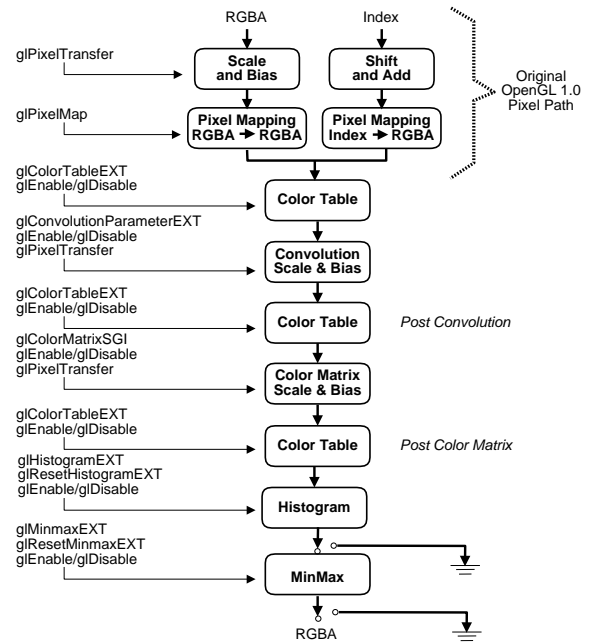 RGBA
Index
glPixelTransfer
Scale
and Bias
Shift
and Add
Original
OpenGL 1.0
Pixel Path
glPixelMap
Pixel Mapping
RGBA → RGBA
Pixel Mapping
Index → RGBA
glColorTableEXT
glEnable/glDisable
Color Table
glConvolutionParameterEXT
glEnable/glDisable
glPixelTransfer
Convolution
Scale & Bias
glColorTableEXT
glEnable/glDisable
Color Table
Post Convolution
glColorMatrixSGI
glEnable/glDisable
glPixelTransfer
Color Matrix
Scale & Bias
glColorTableEXT
glEnable/glDisable
Color Table
Post Color Matrix
glHistogramEXT
glResetHistogramEXT
glEnable/glDisable
Histogram
glMinmaxEXT
glResetMinmaxEXT
glEnable/glDisable
MinMax
RGBA